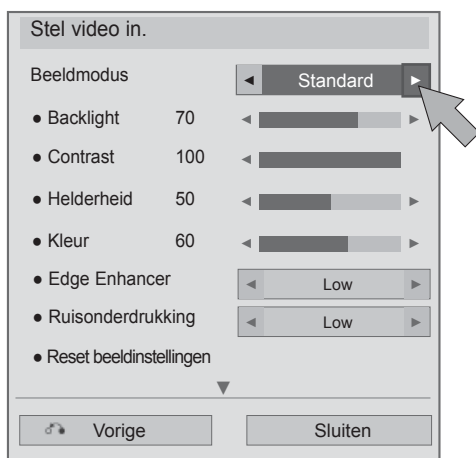 Stel video in.
Beeldmodus ◄ Standard ►
● Backlight 70 ◄ ►
● Contrast 100 ◄
● Helderheid 50 ◄ ►
● Kleur 60 ◄ ►
● Edge Enhancer ◄ Low ►
● Ruisonderdrukking ◄ Low ►
● Reset beeldinstellingen
▼
Vorige Sluiten